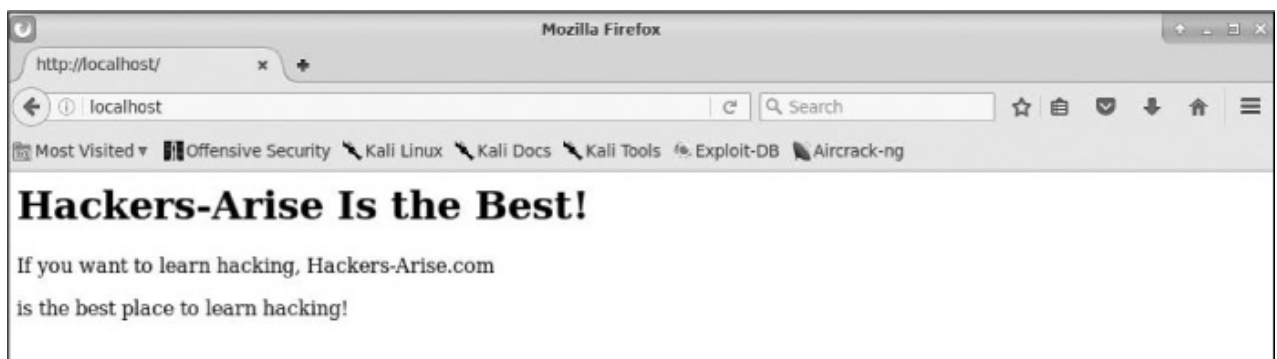 Mozilla Firefox
http://localhost/
localhost
Search
Most Visited Offensive Security Kali Linux Kali Docs Kali Tools Exploit-DB Aircrack-ng
Hackers-Arise Is the Best!
If you want to learn hacking, Hackers-Arise.com
is the best place to learn hacking!